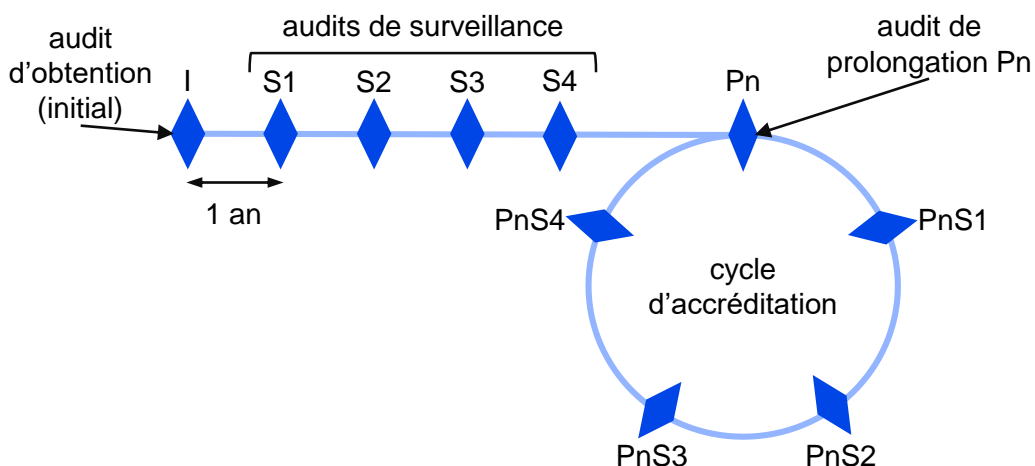 audit
d’obtention
(initial)
audits de surveillance
audit de
prolongation Pn
I
S1
S2
S3
S4
Pn
1 an
PnS4
PnS1
cycle
d’accréditation
PnS3
PnS2